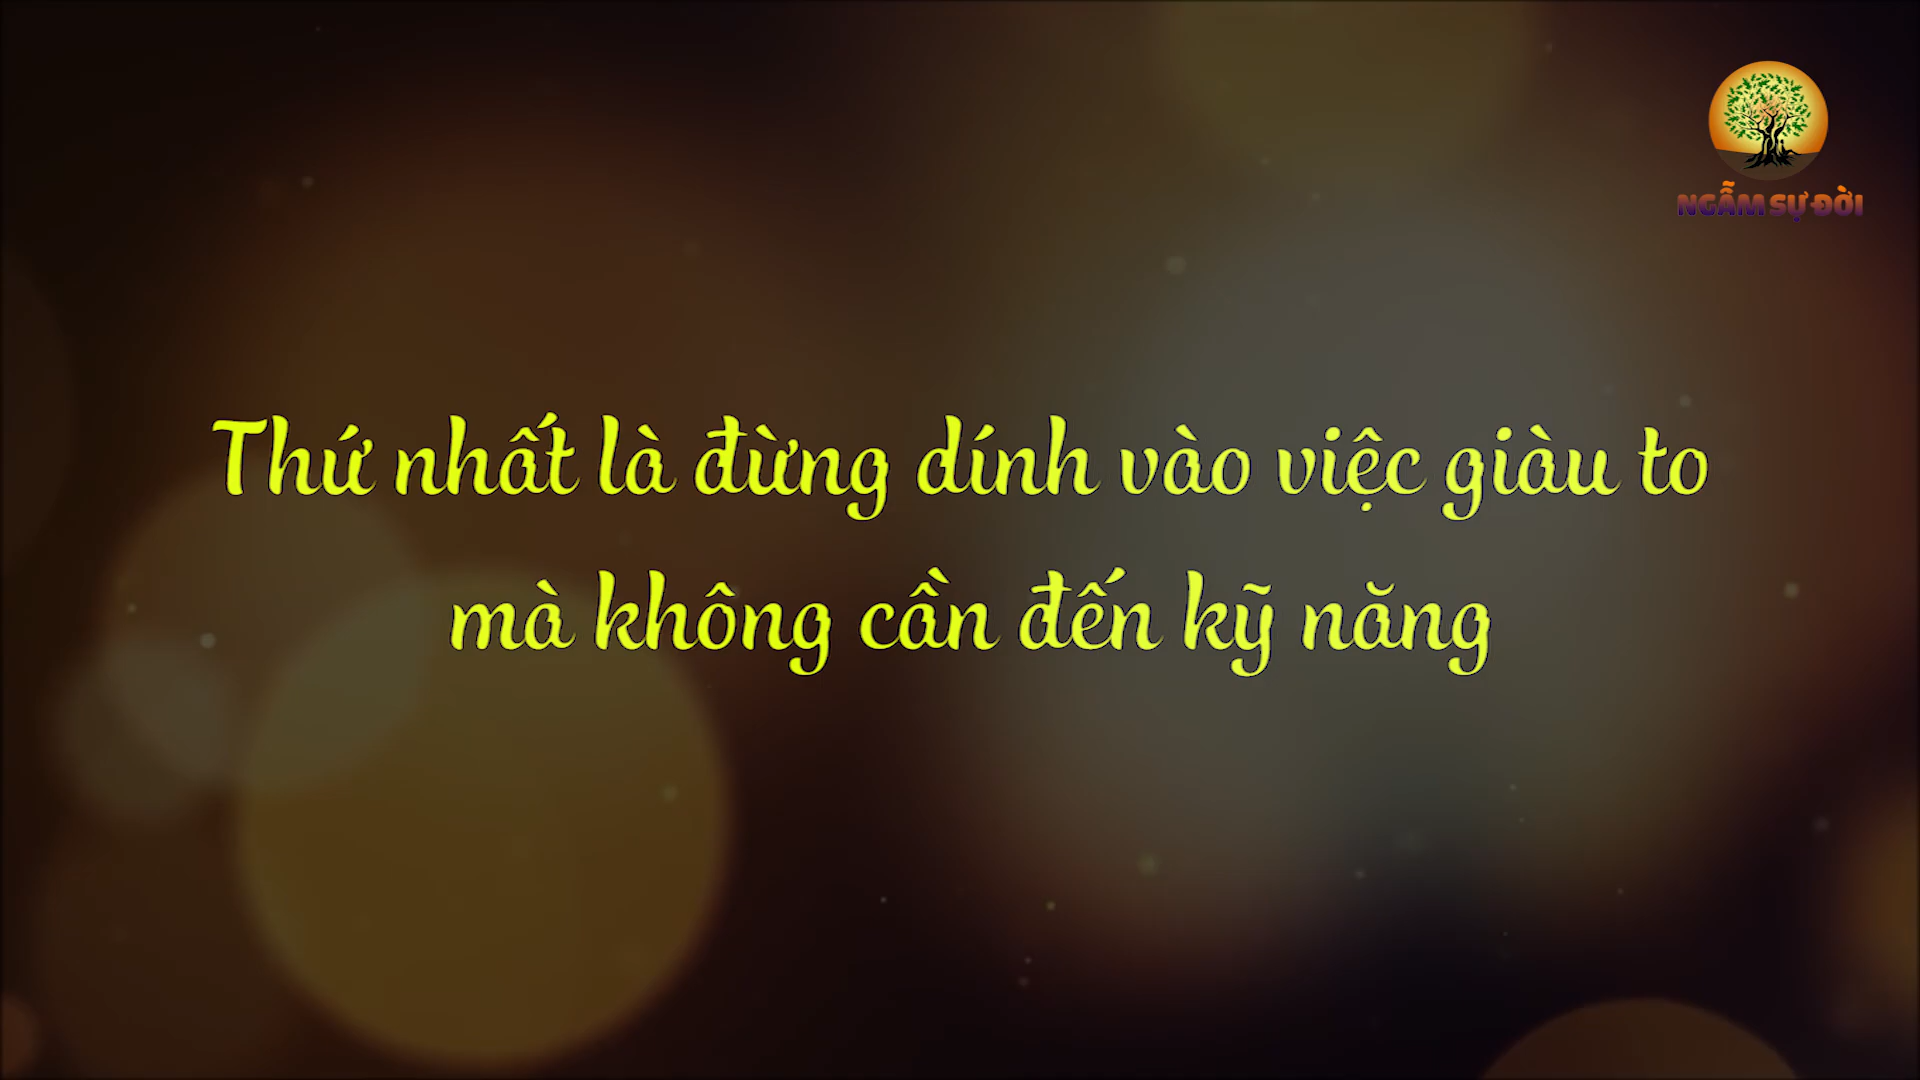 NGẪM SỰ ĐỜI
Thứ nhất là đừng dính vào việc giàu to
mà không cần đến kỹ năng